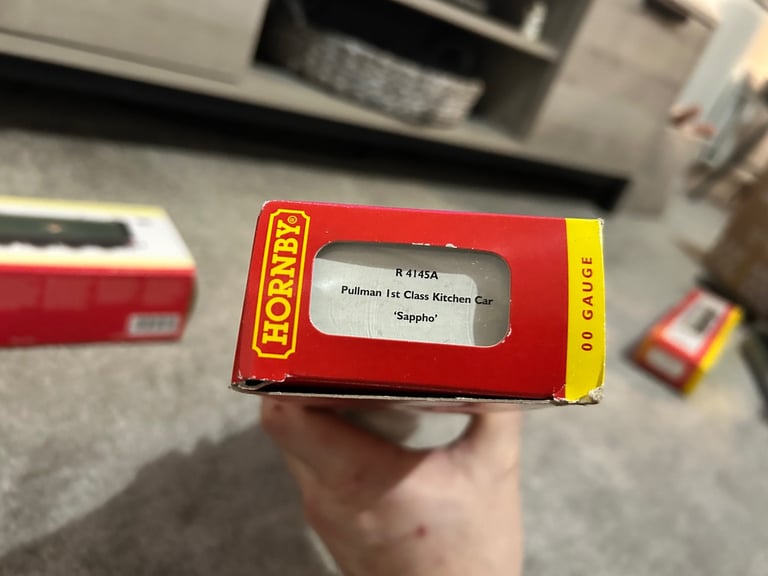 HORNBY®
R 4145A
Pullman 1st Class Kitchen Car
‘Sappho’
00 GAUGE